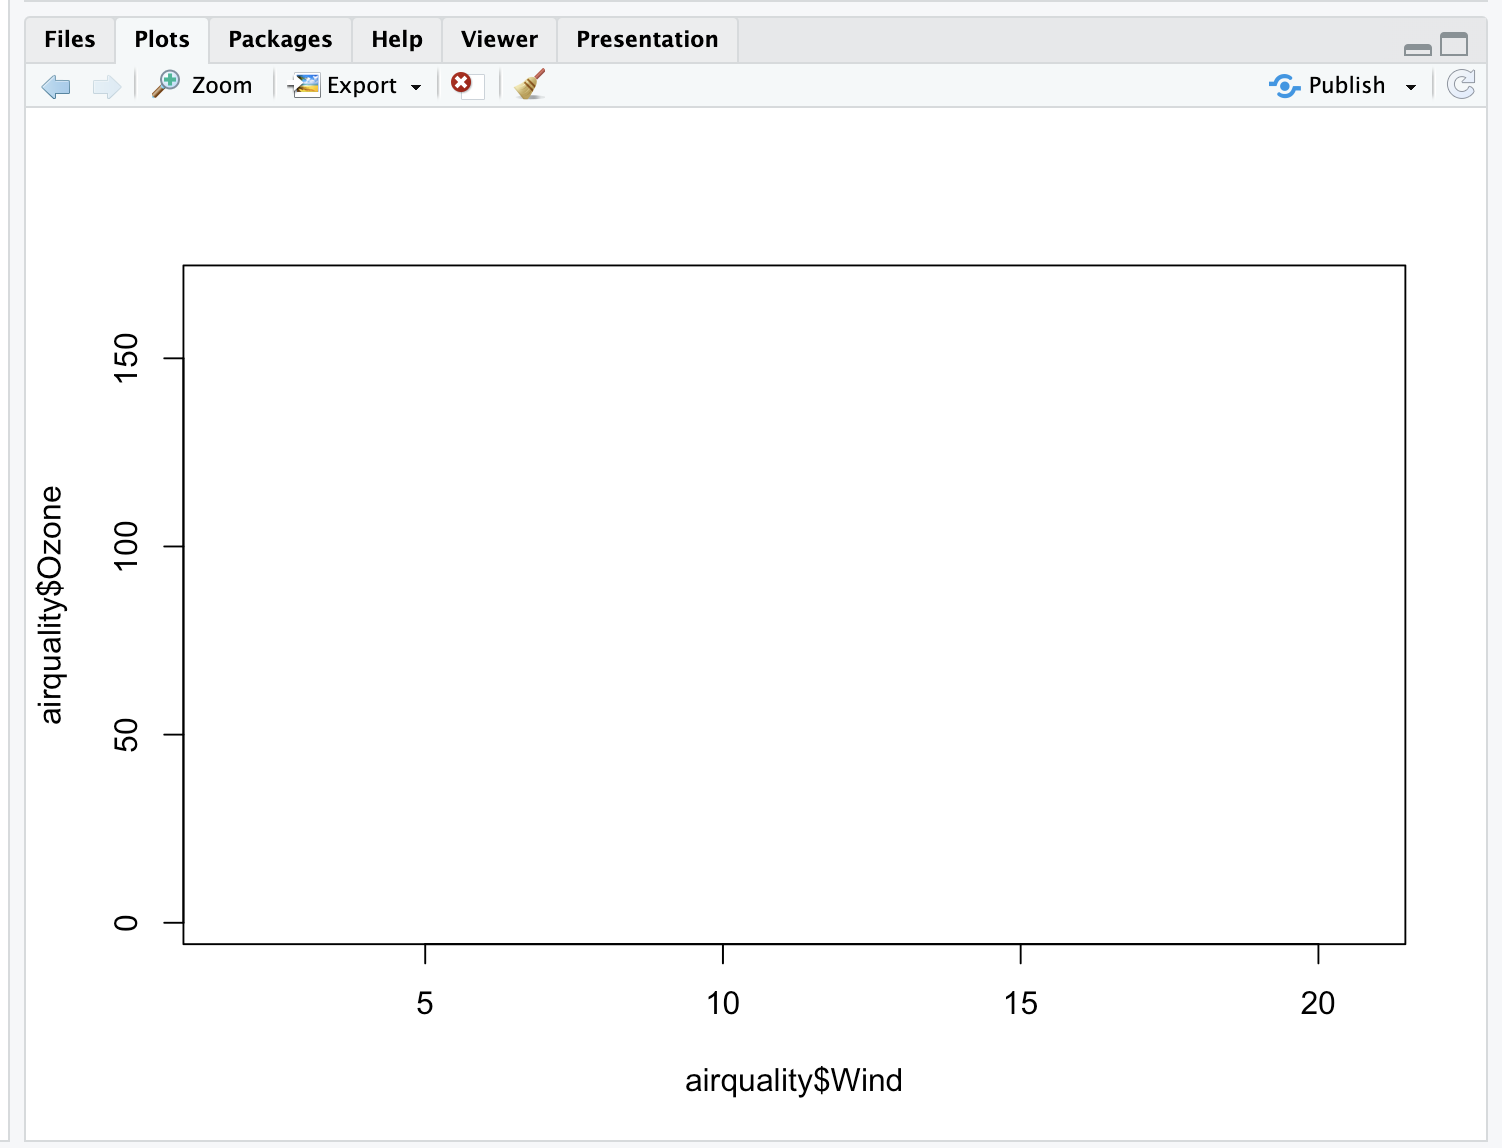 Files Plots Packages Help Viewer Presentation
Zoom Export Publish
150
100
50
0
airquality$Ozone
5 10 15 20
airquality$Wind